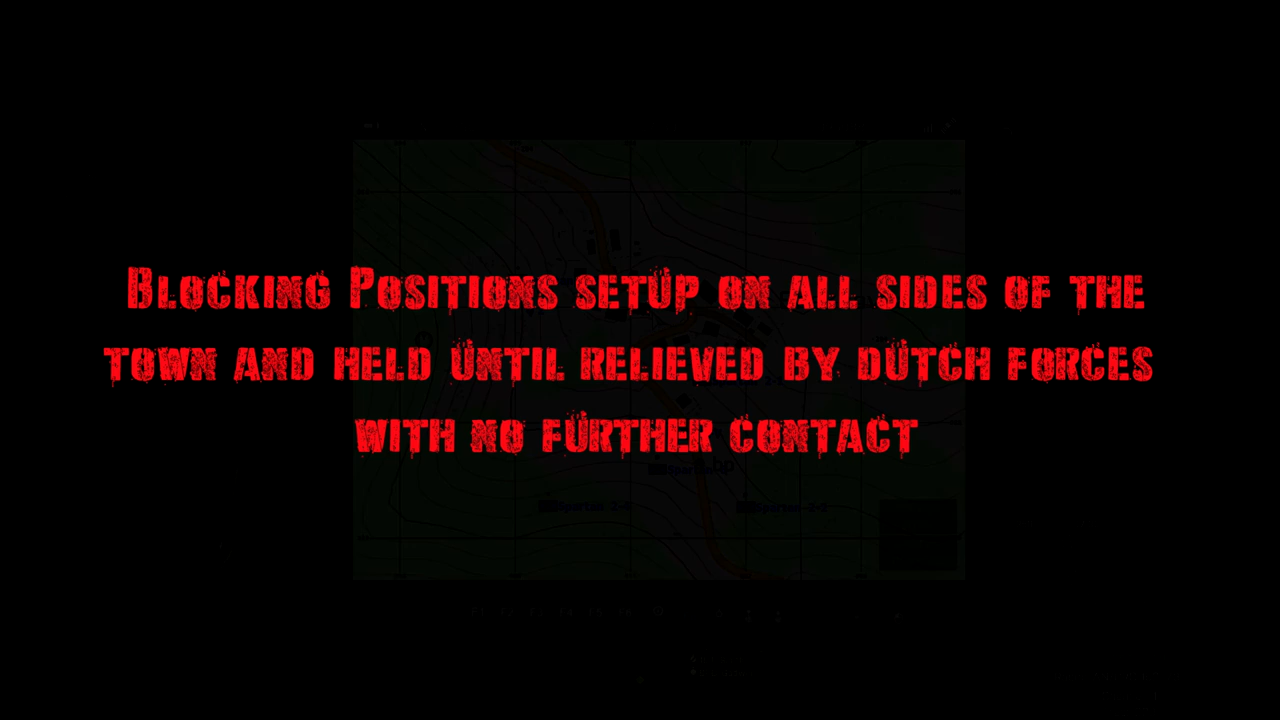 Blocking Positions setup on all sides of the
town and held until relieved by dutch forces
with no further contact